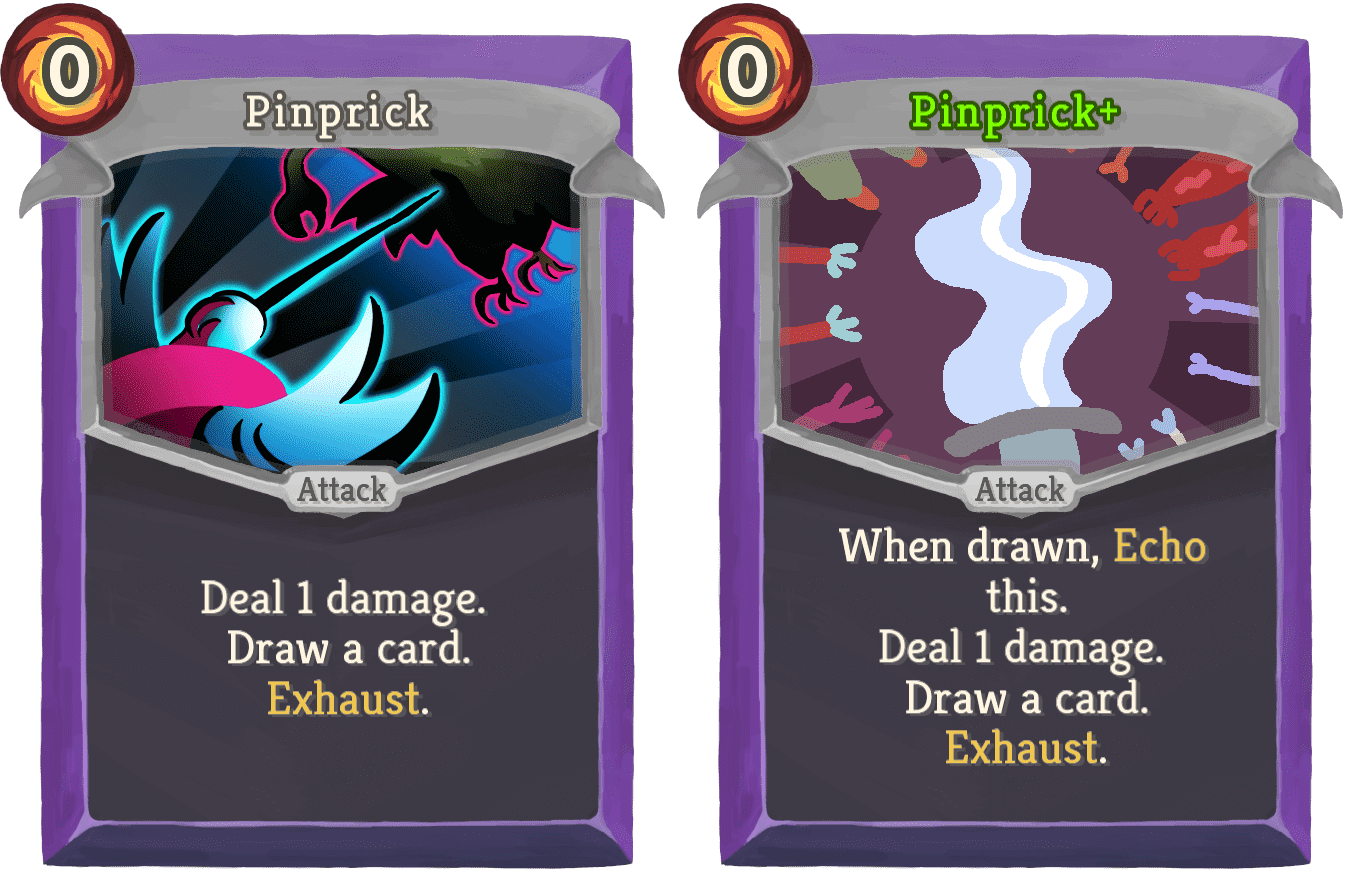 0
Pinprick
Attack
Deal 1 damage.
Draw a card.
Exhaust.
0
Pinprick+
Attack
When drawn, Echo
this.
Deal 1 damage.
Draw a card.
Exhaust.